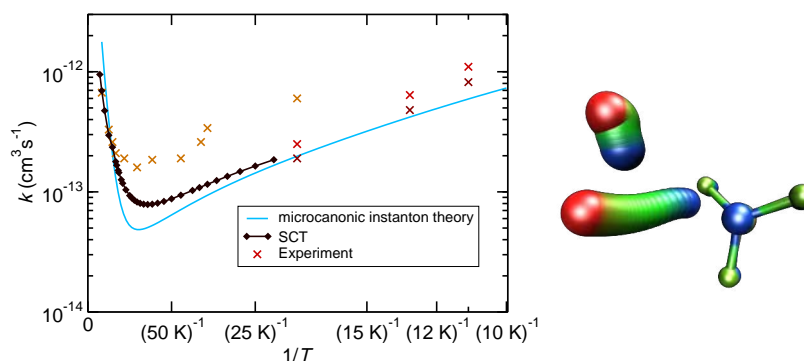 10⁻¹²
10⁻¹³
10⁻¹⁴
k (cm³ s⁻¹)
microcanonic instanton theory
SCT
Experiment
0 (50 K)⁻¹ (25 K)⁻¹ (15 K)⁻¹ (12 K)⁻¹ (10 K)⁻¹
1/T